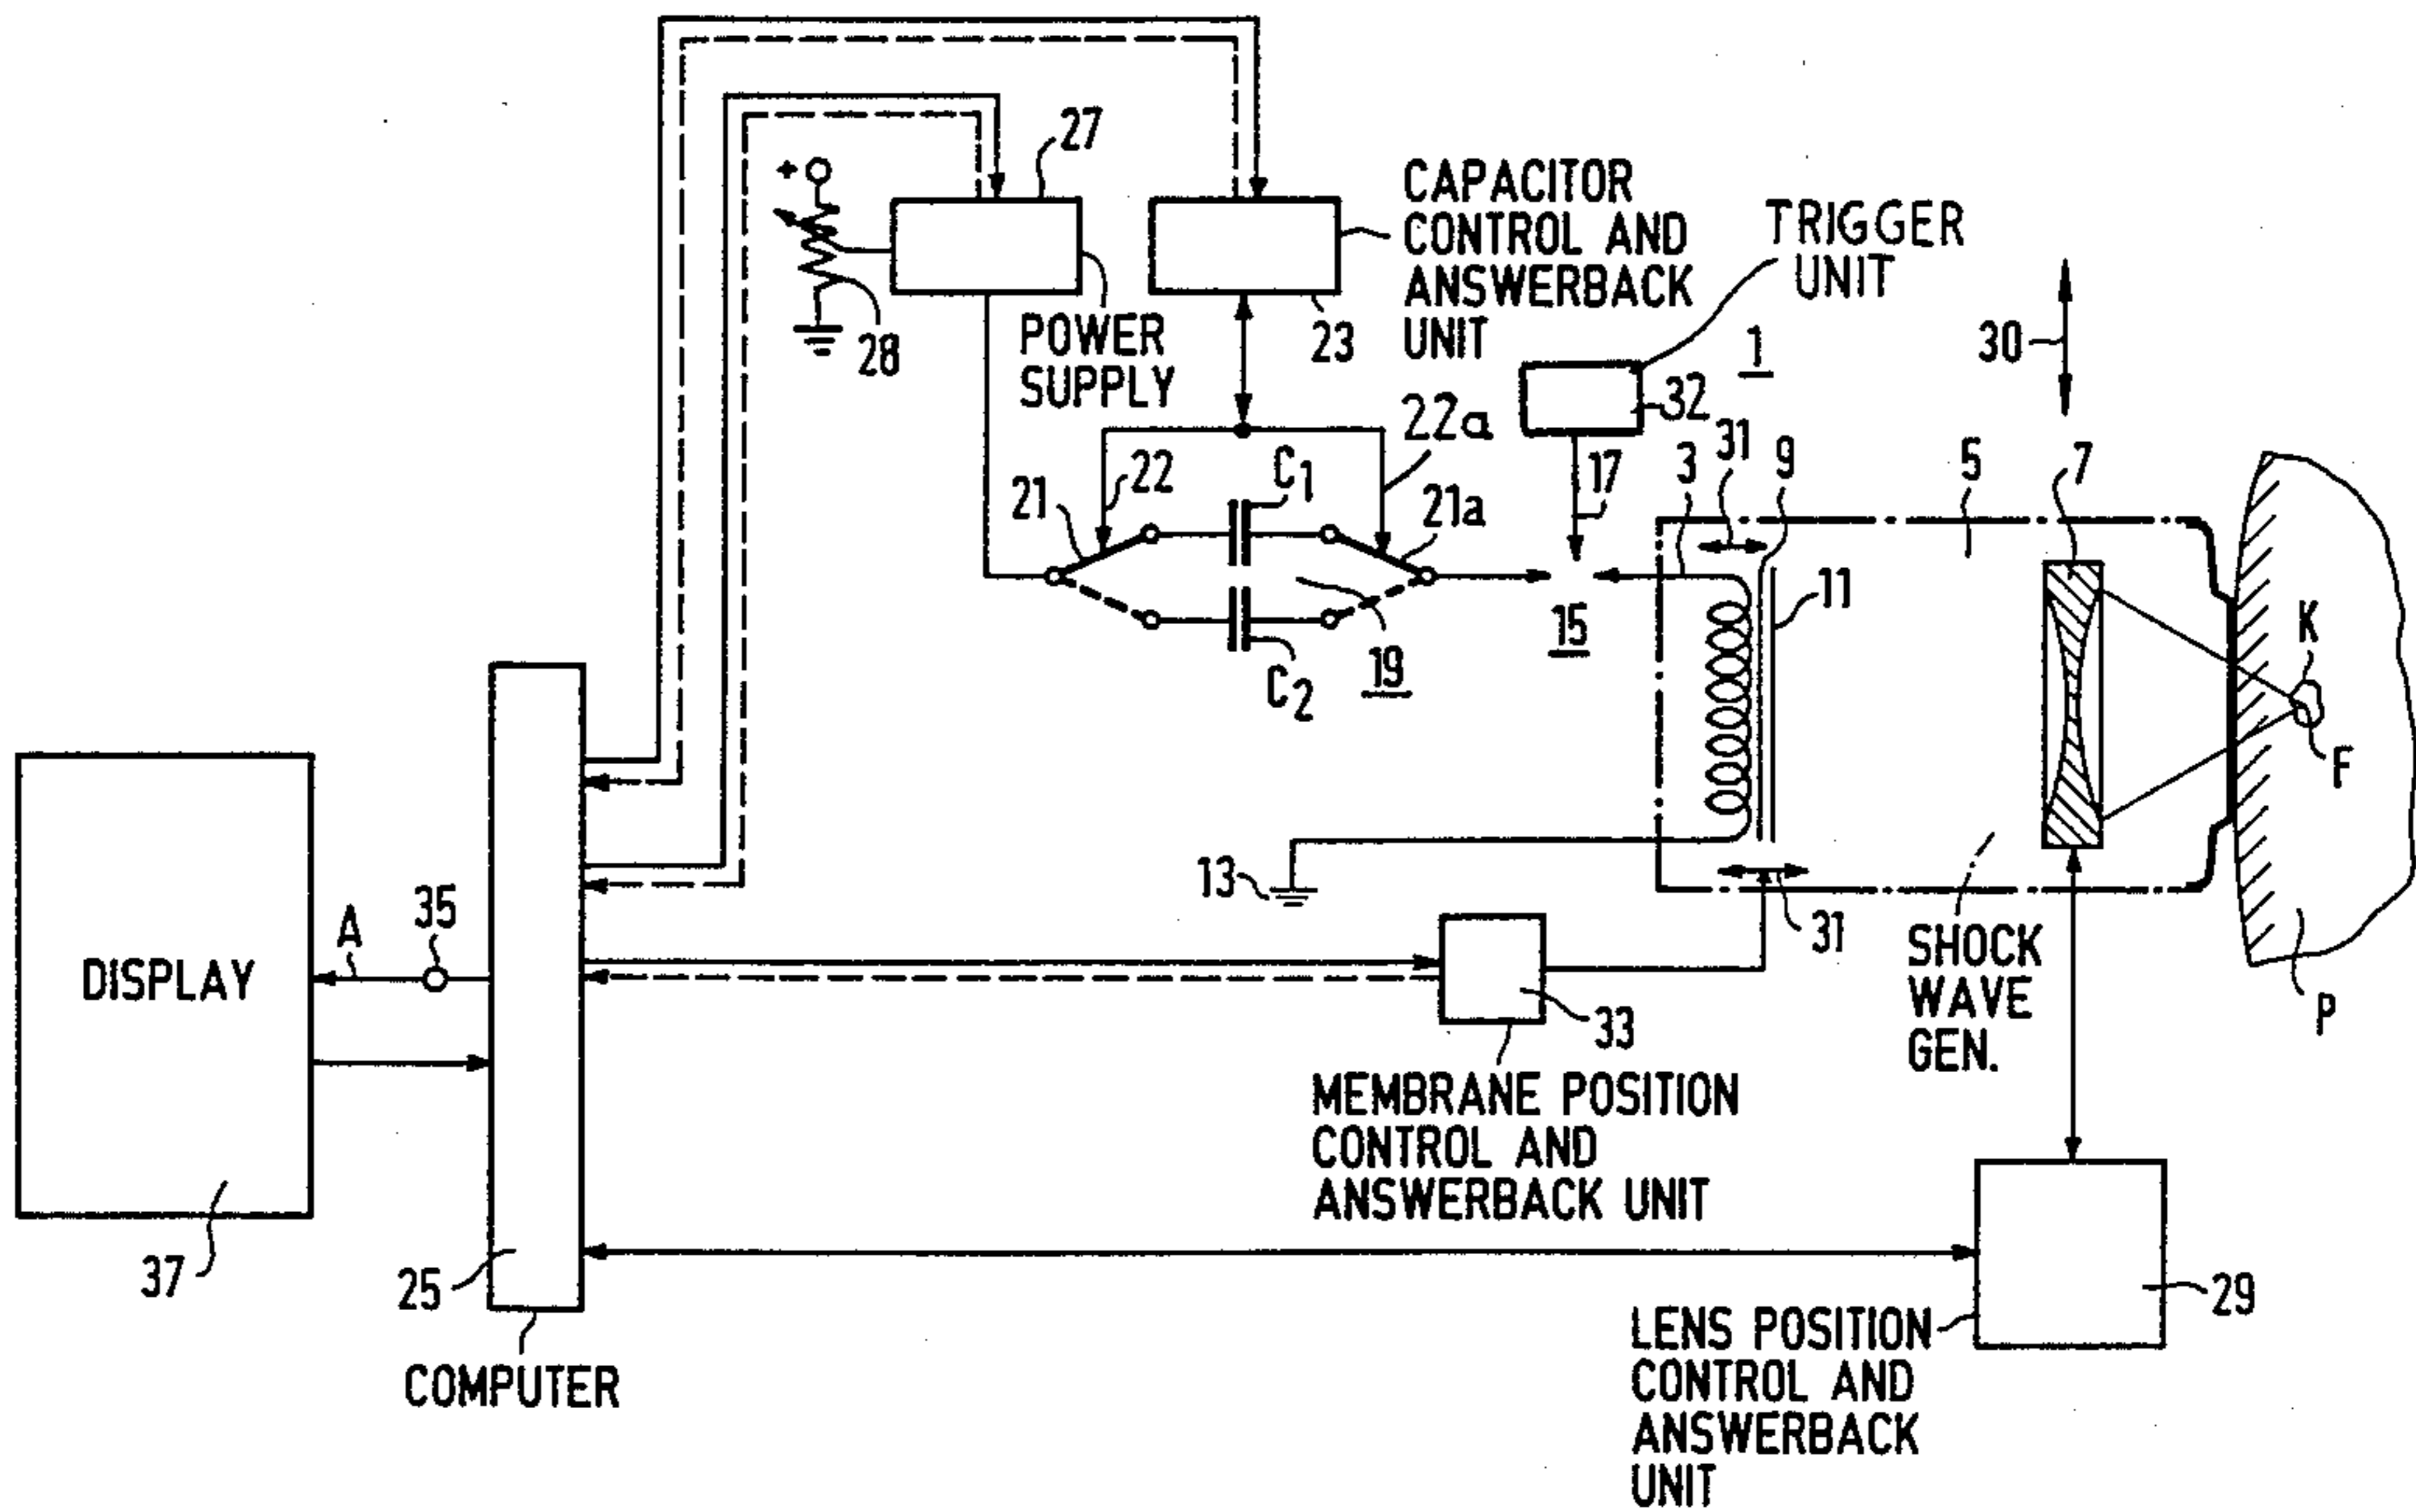 27
+
CAPACITOR
CONTROL AND
ANSWERBACK
UNIT
TRIGGER
UNIT
28
POWER
SUPPLY
23
1
30
32
22a
31
22
C1
17
3
9
5
7
21
21a
11
15
K
19
C2
F
13
35
A
31
DISPLAY
SHOCK
WAVE
GEN.
P
33
MEMBRANE POSITION
CONTROL AND
ANSWERBACK UNIT
37
25
29
COMPUTER
LENS POSITION
CONTROL AND
ANSWERBACK
UNIT